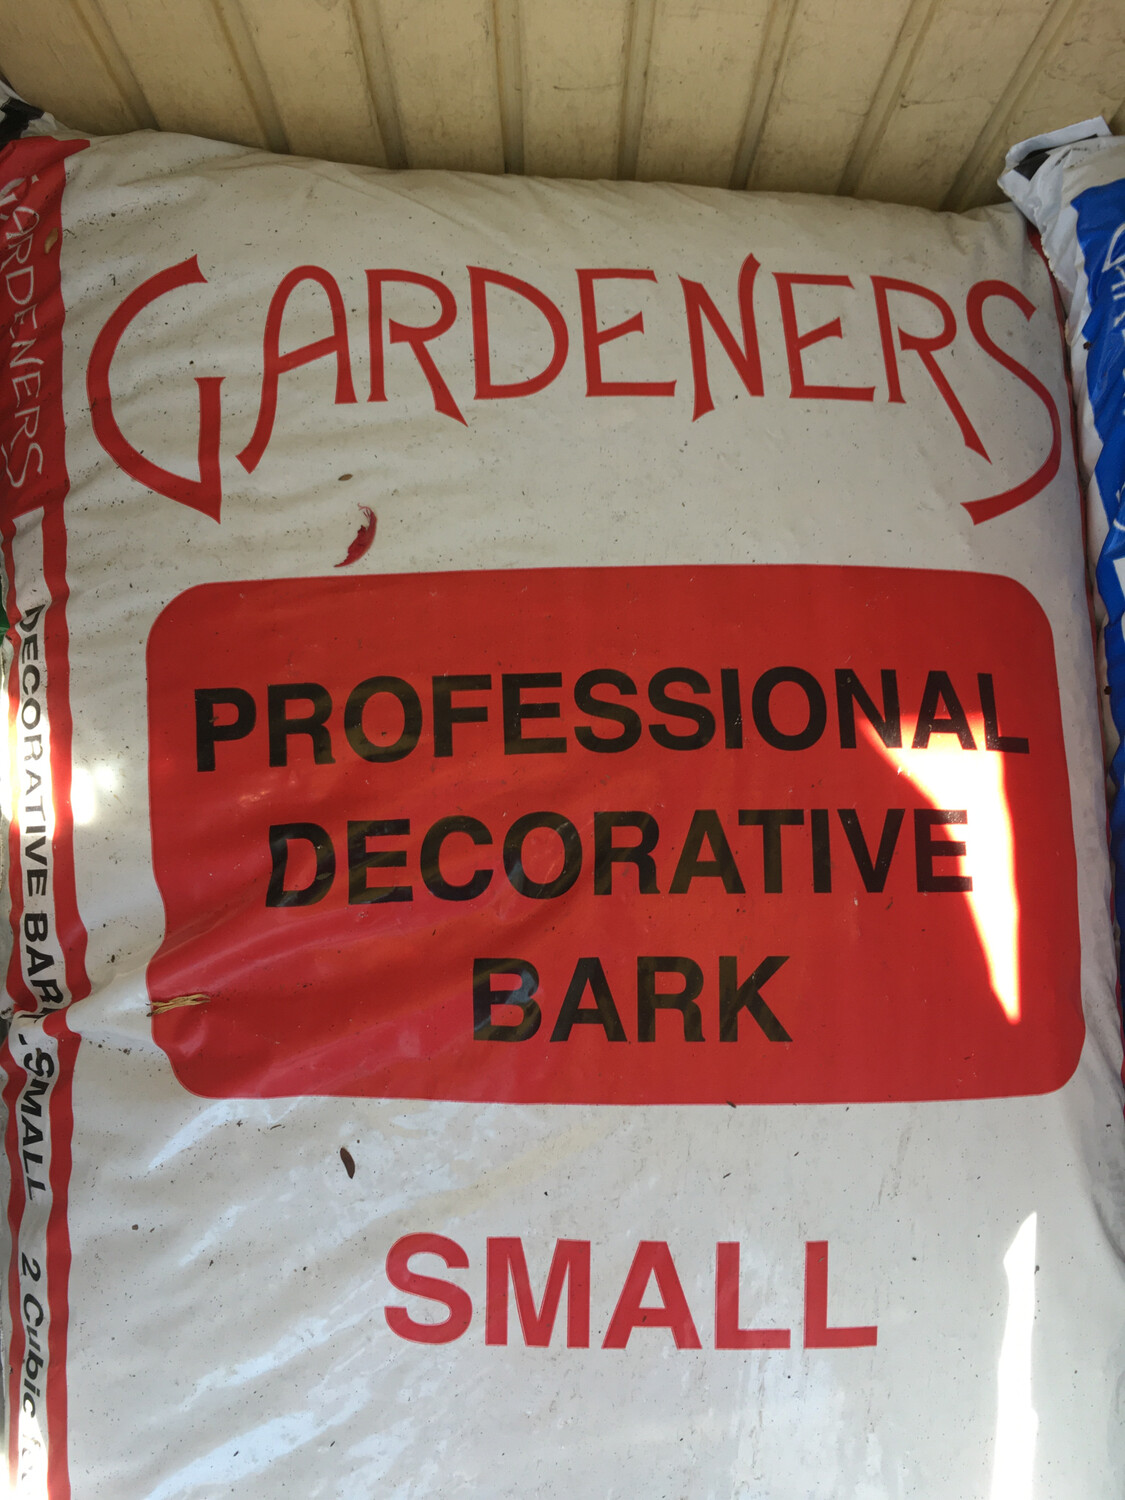 GARDENERS
PROFESSIONAL
DECORATIVE
BARK
SMALL
GARDENERS
DECORATIVE BARK, SMALL 2 Cubic